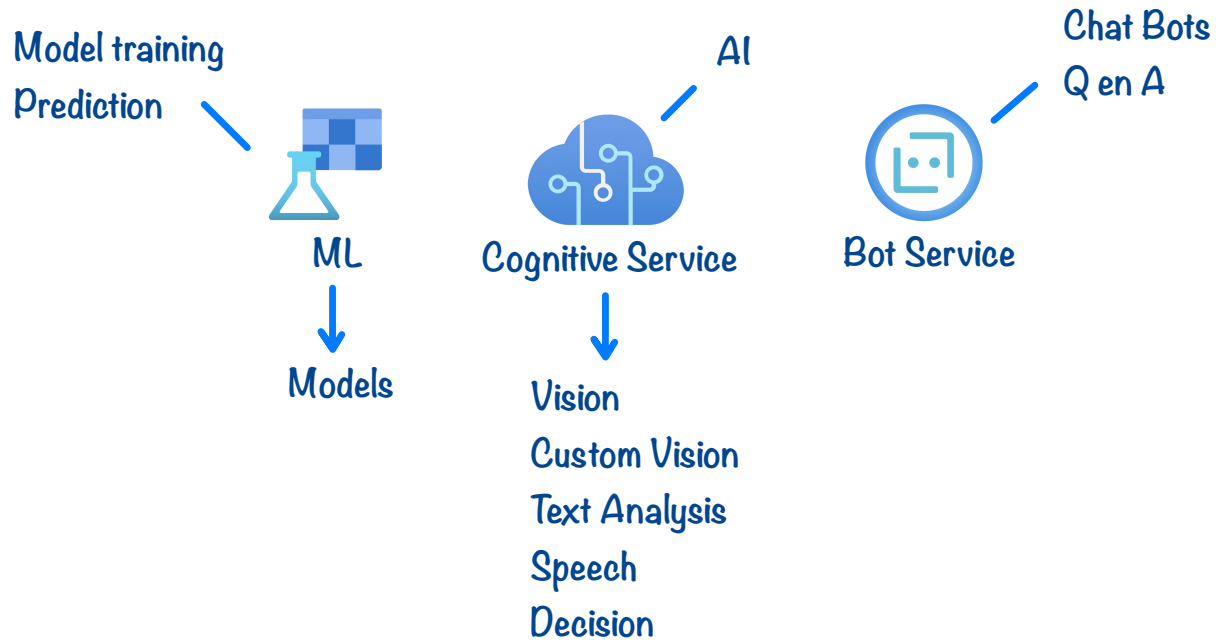 Model training
Prediction
AI
Chat Bots
Q en A
ML
Cognitive Service
Bot Service
Models
Vision
Custom Vision
Text Analysis
Speech
Decision